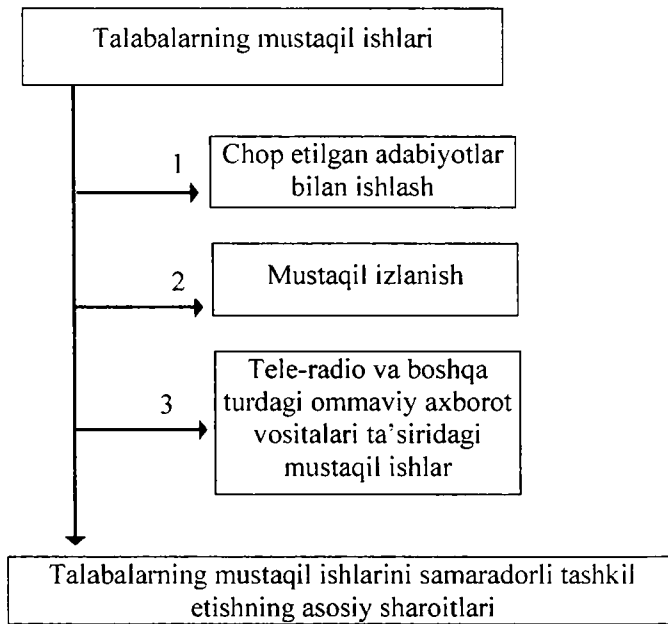 Talabalarning mustaqil ishlari
1
Chop etilgan adabiyotlar
bilan ishlash
2
Mustaqil izlanish
3
Tele-radio va boshqa
turdagi ommaviy axborot
vositalari ta’siridagi
mustaqil ishlar
Talabalarning mustaqil ishlarini samaradorli tashkil
etishning asosiy sharoitlari